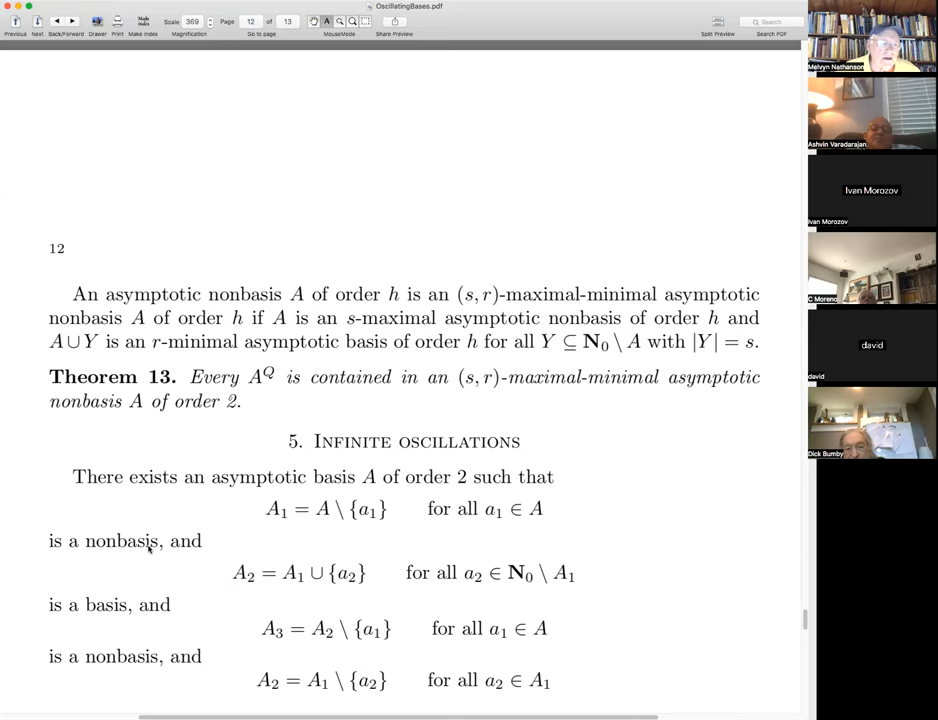 OscillatingBases.pdf
Previous Next Back/Forward Drawer Print Make Index
Make
Index
Scale 369
Magnification
Page 12 of 13
Go to page
MouseMode
Share Preview
Split Preview
Search
Search PDF
12
An asymptotic nonbasis A of order h is an (s, r)-maximal-minimal asymptotic
nonbasis A of order h if A is an s-maximal asymptotic nonbasis of order h and
A ∪ Y is an r-minimal asymptotic basis of order h for all Y ⊆ N₀ \ A with |Y| = s.
Theorem 13. Every A^Q is contained in an (s, r)-maximal-minimal asymptotic
nonbasis A of order 2.
5. INFINITE OSCILLATIONS
There exists an asymptotic basis A of order 2 such that
A₁ = A \ {a₁} for all a₁ ∈ A
is a nonbasis, and
A₂ = A₁ ∪ {a₂} for all a₂ ∈ N₀ \ A₁
is a basis, and
A₃ = A₂ \ {a₁} for all a₁ ∈ A
is a nonbasis, and
A₂ = A₁ \ {a₂} for all a₂ ∈ A₁
Melvyn Nathanson
Ashvin Varadarajan
Ivan Morozov
Ivan Morozov
C Moreno
david
david
Dick Bumby